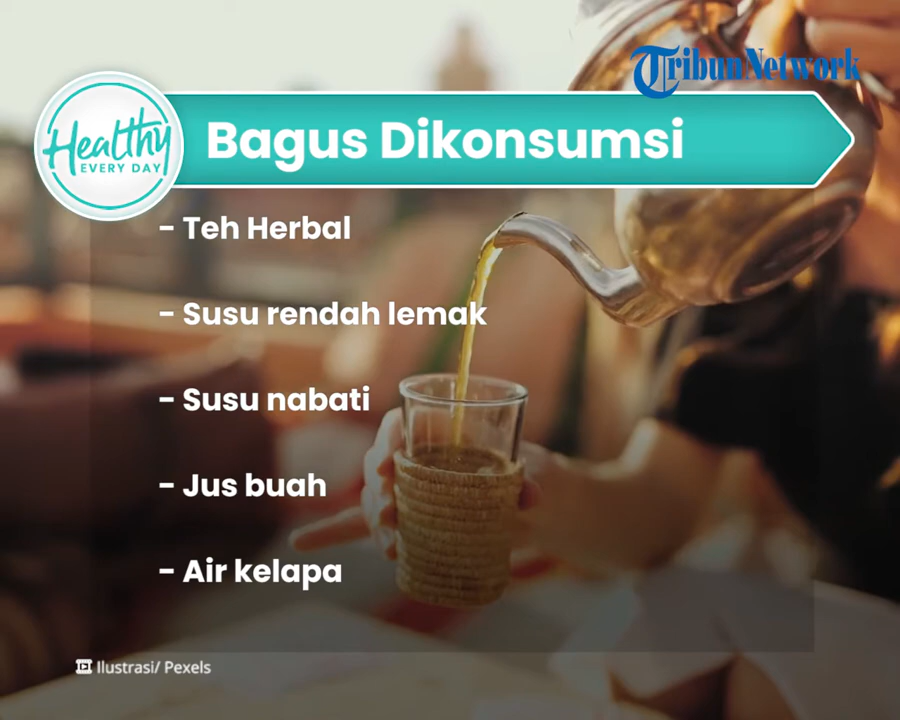 TribunNetwork
Healthy
EVERY DAY
Bagus Dikonsumsi
- Teh Herbal
- Susu rendah lemak
- Susu nabati
- Jus buah
- Air kelapa
Ilustrasi/ Pexels